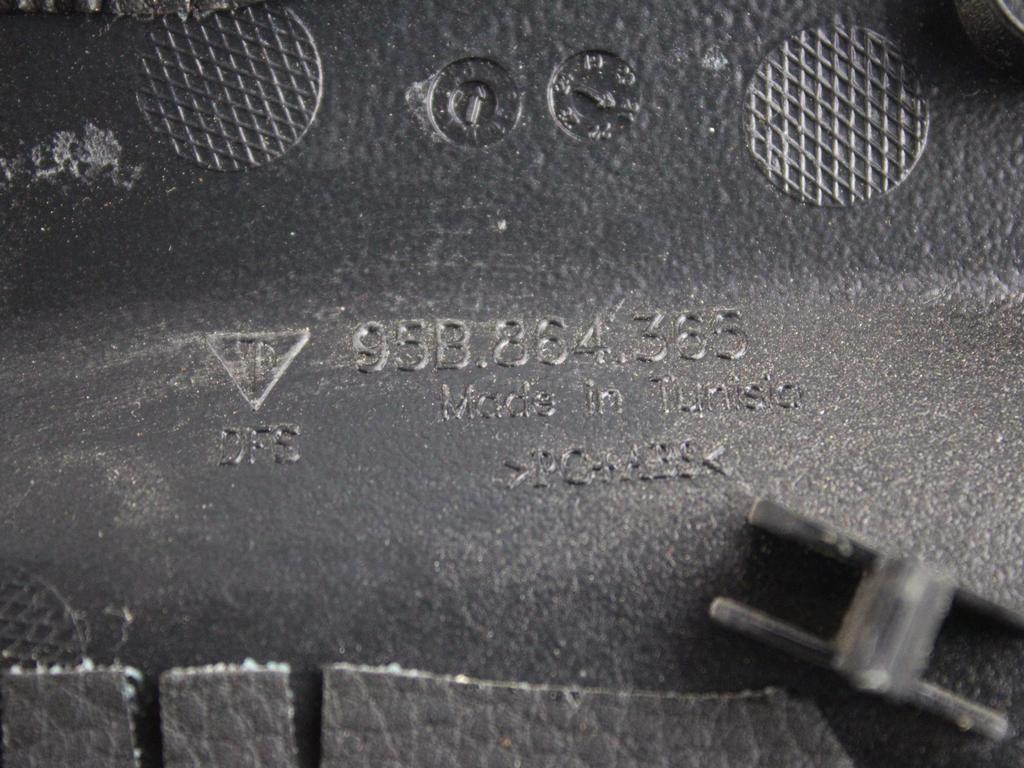 95B.864.365
Made in Tunisia
DFS
>PC+ABS<